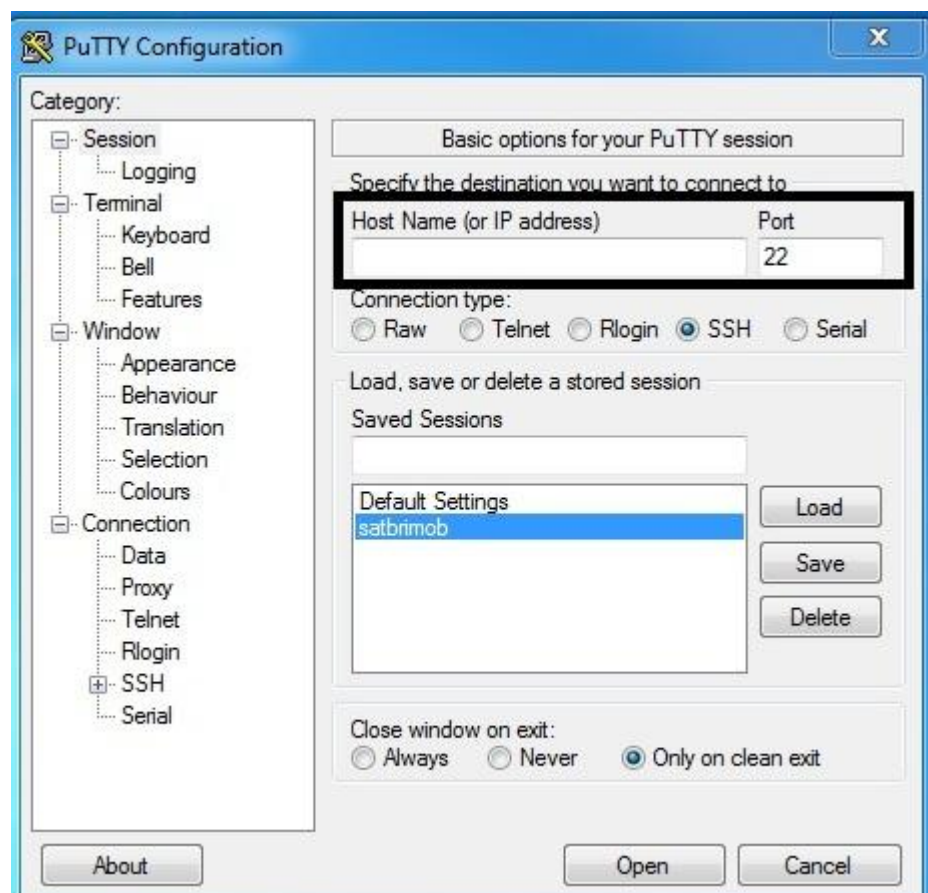 PuTTY Configuration
Category:
Session
Logging
Terminal
Keyboard
Bell
Features
Window
Appearance
Behaviour
Translation
Selection
Colours
Connection
Data
Proxy
Telnet
Rlogin
SSH
Serial
Basic options for your PuTTY session
Specify the destination you want to connect to
Host Name (or IP address) Port
22
Connection type:
Raw Telnet Rlogin SSH Serial
Load, save or delete a stored session
Saved Sessions
Default Settings
satbrimob
Load
Save
Delete
Close window on exit:
Always Never Only on clean exit
About Open Cancel